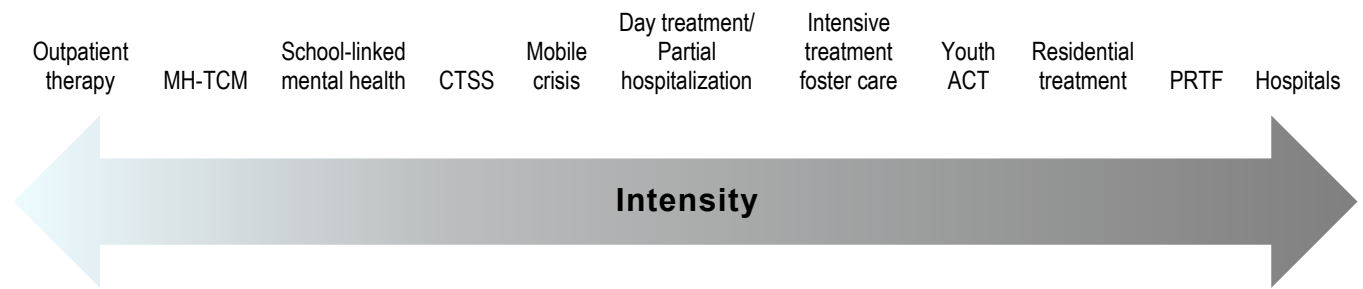 Outpatient
therapy
MH-TCM
School-linked
mental health
CTSS
Mobile
crisis
Day treatment/
Partial
hospitalization
Intensive
treatment
foster care
Youth
ACT
Residential
treatment
PRTF
Hospitals
Intensity